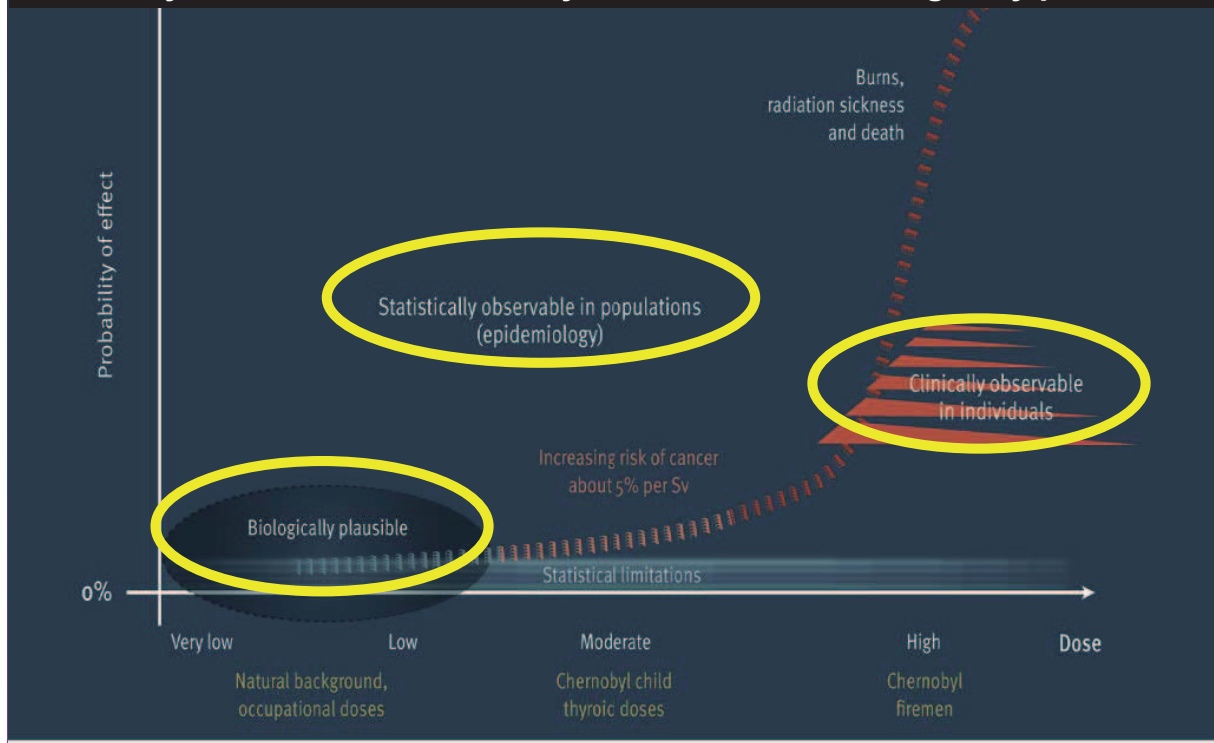 Burns,
radiation sickness
and death
Probability of effect
Statistically observable in populations
(epidemiology)
Clinically observable
in individuals
Increasing risk of cancer
about 5% per Sv
Biologically plausible
Statistical limitations
0%
Very low
Low
Moderate
High
Dose
Natural background,
occupational doses
Chernobyl child
thyroic doses
Chernobyl
firemen